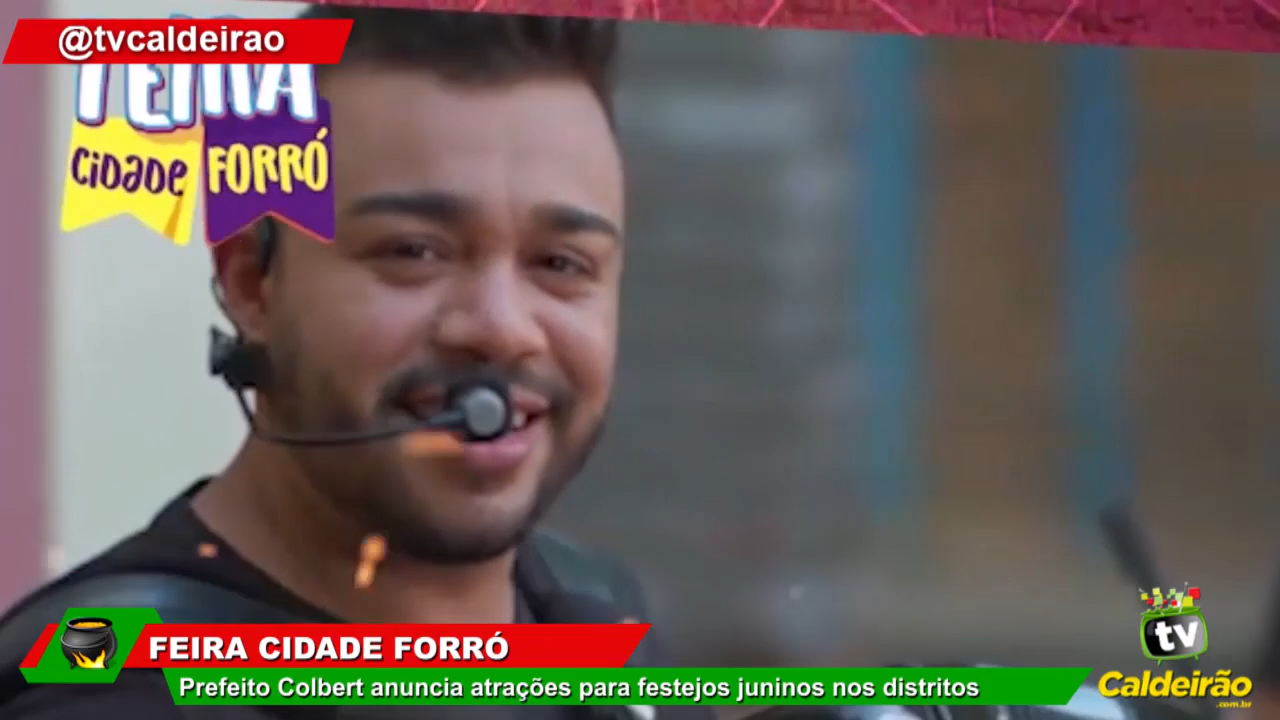 @tvcaldeirao
FEIRA
cidade FORRÓ
FEIRA CIDADE FORRÓ
Prefeito Colbert anuncia atrações para festejos juninos nos distritos
tv
Caldeirão
.com.br